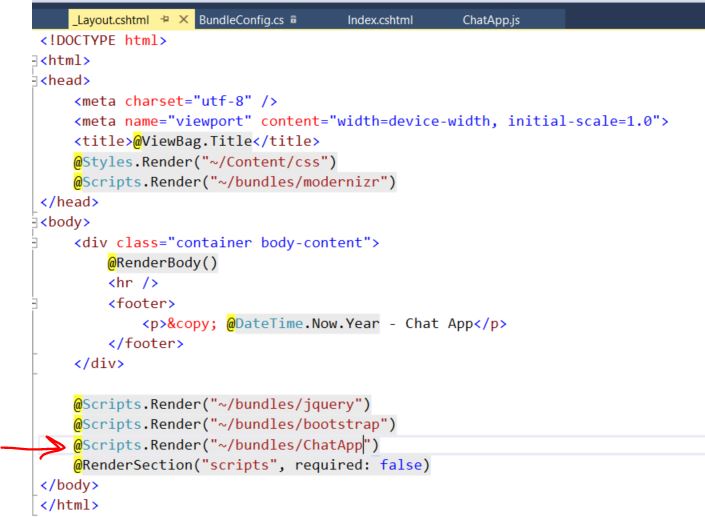 _Layout.cshtml BundleConfig.cs Index.cshtml ChatApp.js
<!DOCTYPE html>
<html>
<head>
    <meta charset="utf-8" />
    <meta name="viewport" content="width=device-width, initial-scale=1.0">
    <title>@ViewBag.Title</title>
    @Styles.Render("~/Content/css")
    @Scripts.Render("~/bundles/modernizr")
</head>
<body>
    <div class="container body-content">
        @RenderBody()
        <hr />
        <footer>
            <p>&copy; @DateTime.Now.Year - Chat App</p>
        </footer>
    </div>

    @Scripts.Render("~/bundles/jquery")
    @Scripts.Render("~/bundles/bootstrap")
    @Scripts.Render("~/bundles/ChatApp")
    @RenderSection("scripts", required: false)
</body>
</html>